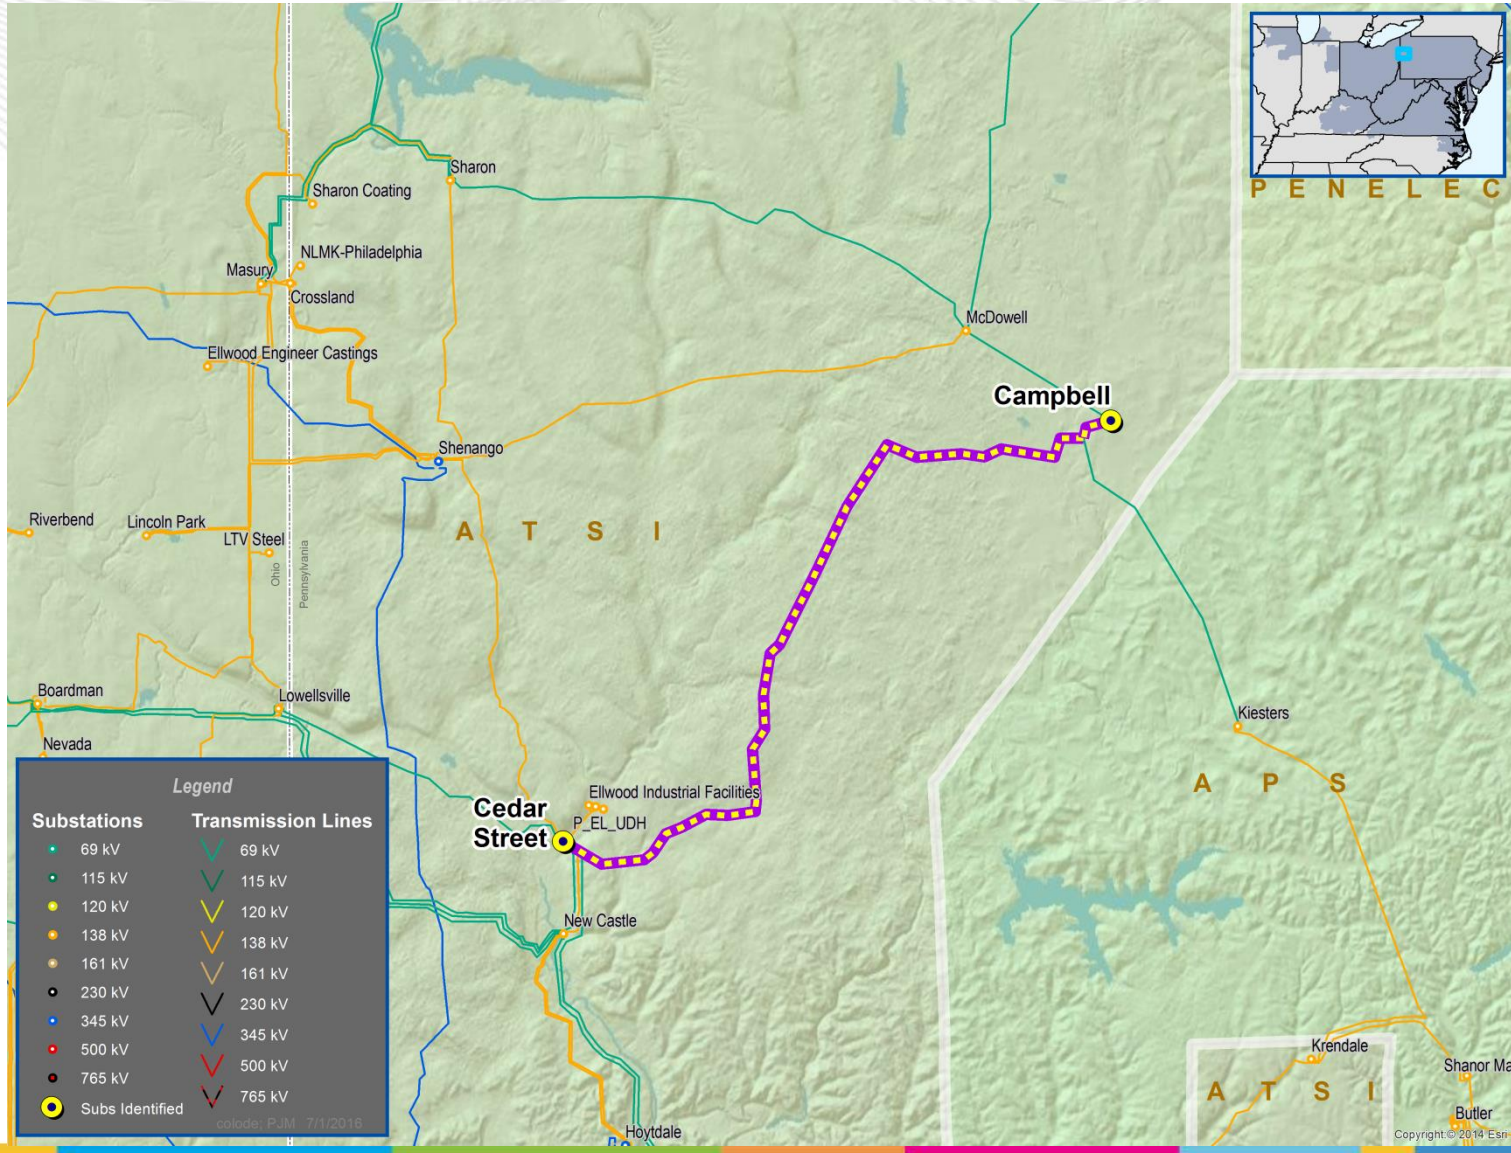 P E N E L E C
Sharon
Sharon Coating
NLMK-Philadelphia
Masury
Crossland
McDowell
Ellwood Engineer Castings
Campbell
Shenango
Riverbend
Lincoln Park
LTV Steel
A T S I
Ohio
Pennsylvania
Boardman
Lowellsville
Kiesters
Nevada
A P S
Ellwood Industrial Facilities
Cedar
Street
P_EL_UDH
New Castle
Legend
Substations
Transmission Lines
69 kV
69 kV
115 kV
115 kV
120 kV
120 kV
138 kV
138 kV
161 kV
161 kV
230 kV
230 kV
345 kV
345 kV
500 kV
500 kV
765 kV
765 kV
Subs Identified
colode; PJM 7/1/2016
Krendale
Shanor Ma
A T S I
Butler
Hoytdale
Copyright:© 2014 Esri